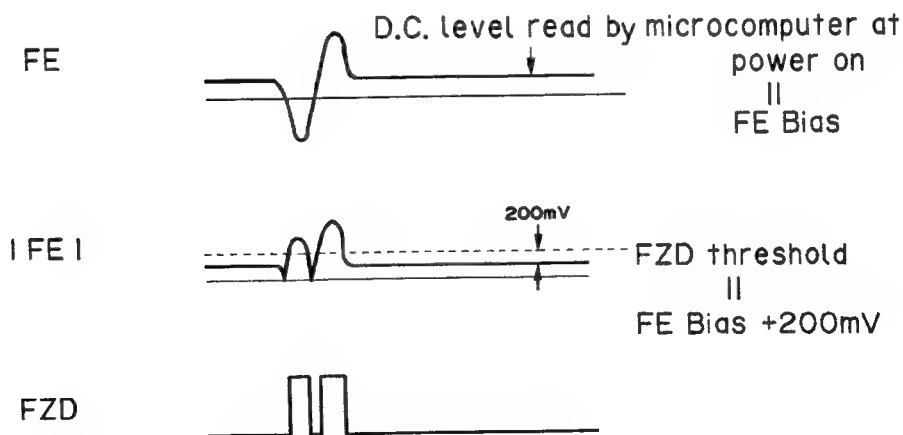 FE
D.C. level read by microcomputer at
power on
||
FE Bias
| FE |
200mV
FZD threshold
||
FE Bias +200mV
FZD